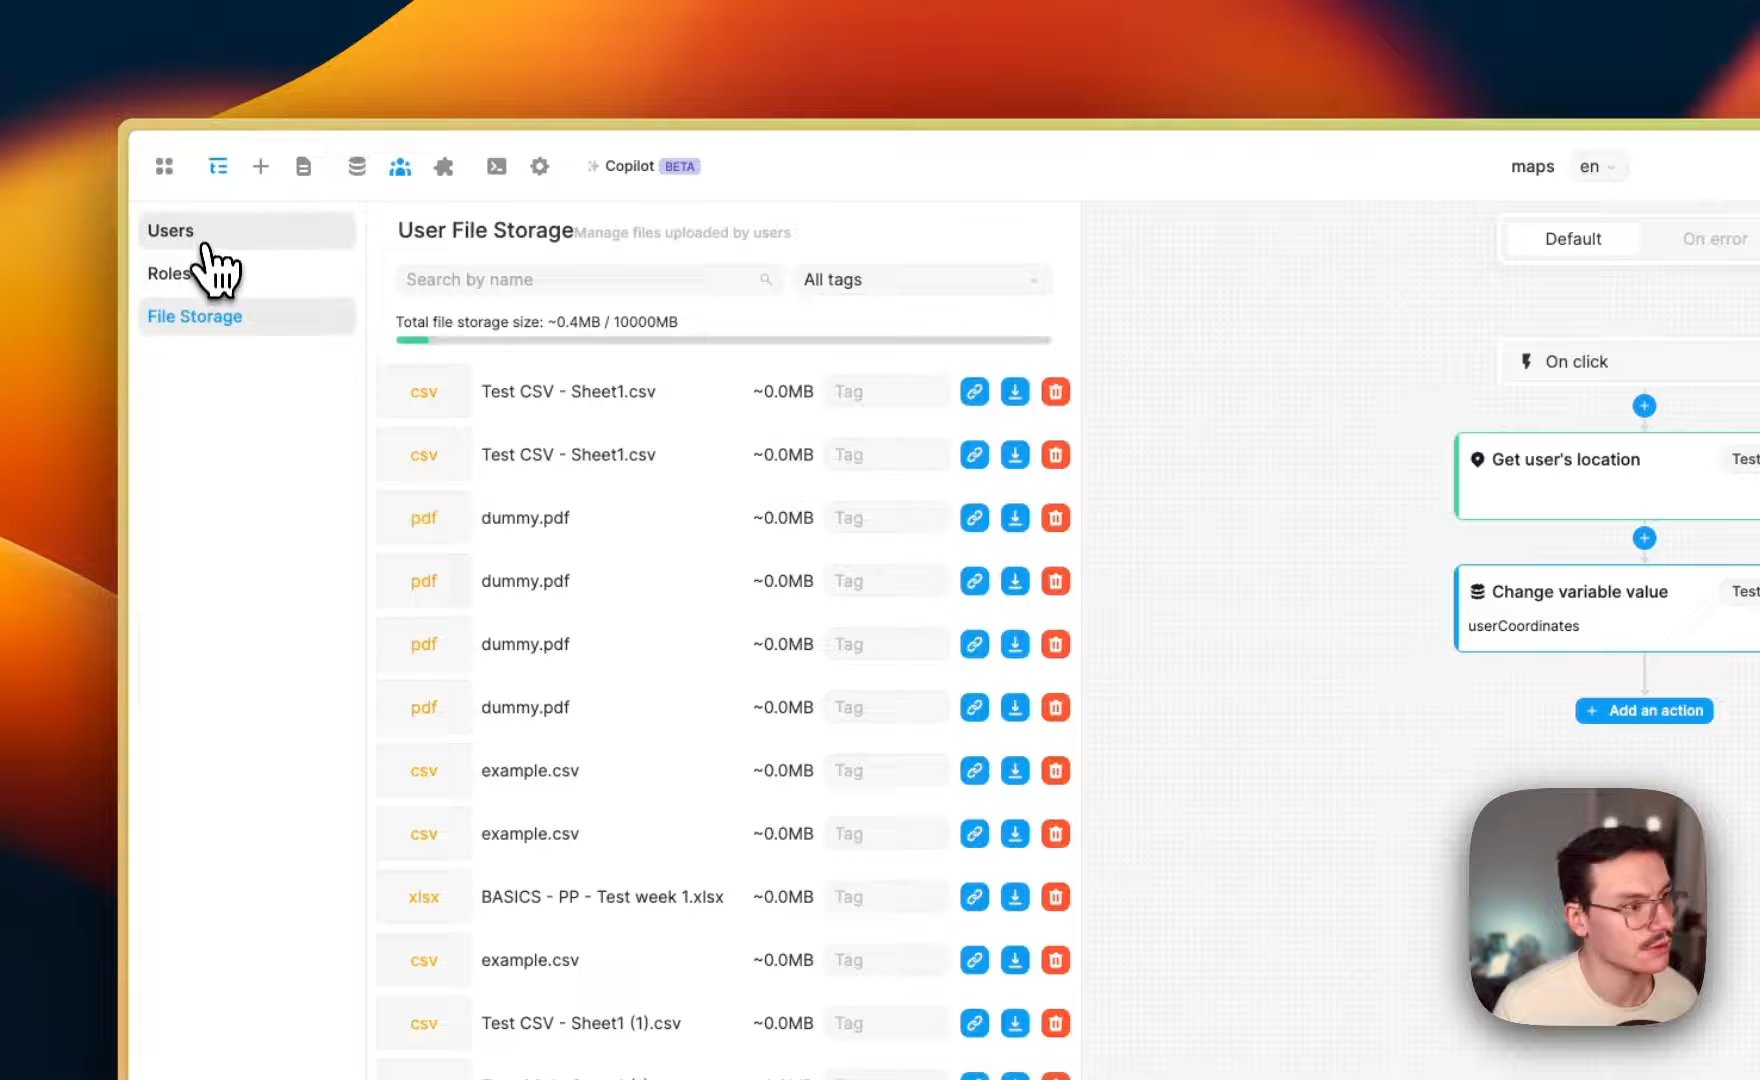 Copilot BETA
maps en
Users
Roles
File Storage
User File Storage Manage files uploaded by users
Search by name All tags
Total file storage size: ~0.4MB / 10000MB
csv Test CSV - Sheet1.csv ~0.0MB Tag
csv Test CSV - Sheet1.csv ~0.0MB Tag
pdf dummy.pdf ~0.0MB Tag
pdf dummy.pdf ~0.0MB Tag
pdf dummy.pdf ~0.0MB Tag
pdf dummy.pdf ~0.0MB Tag
csv example.csv ~0.0MB Tag
csv example.csv ~0.0MB Tag
xlsx BASICS - PP - Test week 1.xlsx ~0.0MB Tag
csv example.csv ~0.0MB Tag
csv Test CSV - Sheet1 (1).csv ~0.0MB Tag
Default On error
On click
Get user's location Test
Change variable value Test
userCoordinates
+ Add an action